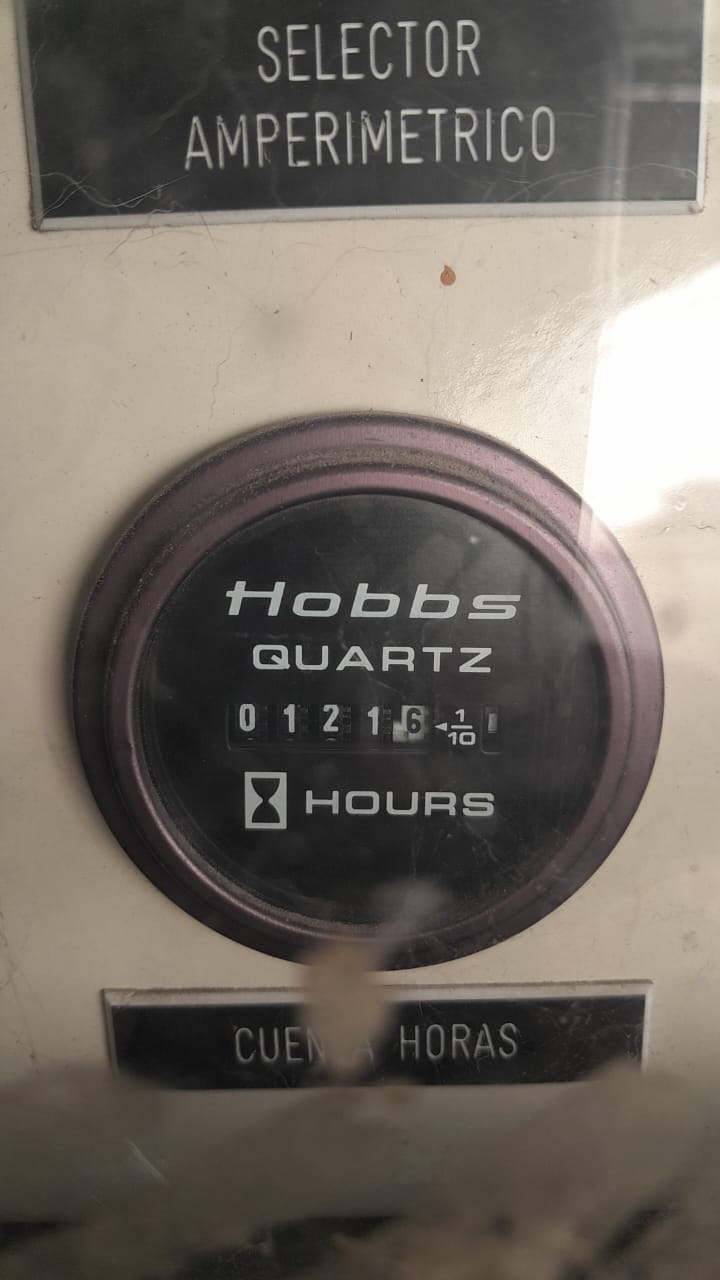 SELECTOR
AMPERIMETRICO
Hobbs
QUARTZ
01216 1/10
HOURS
HORAS